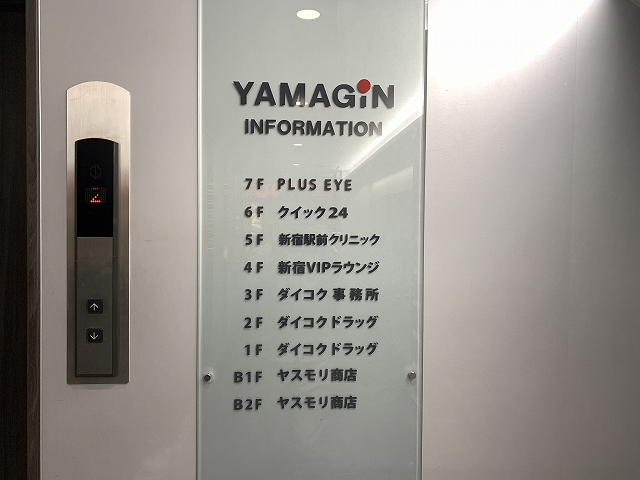 2
YAMAGiN
INFORMATION
7F PLUS EYE
6F クイック24
5F 新宿駅前クリニック
4F 新宿VIPラウンジ
3F ダイコク 事務所
2F ダイコクドラッグ
1F ダイコクドラッグ
B1F ヤスモリ商店
B2F ヤスモリ商店